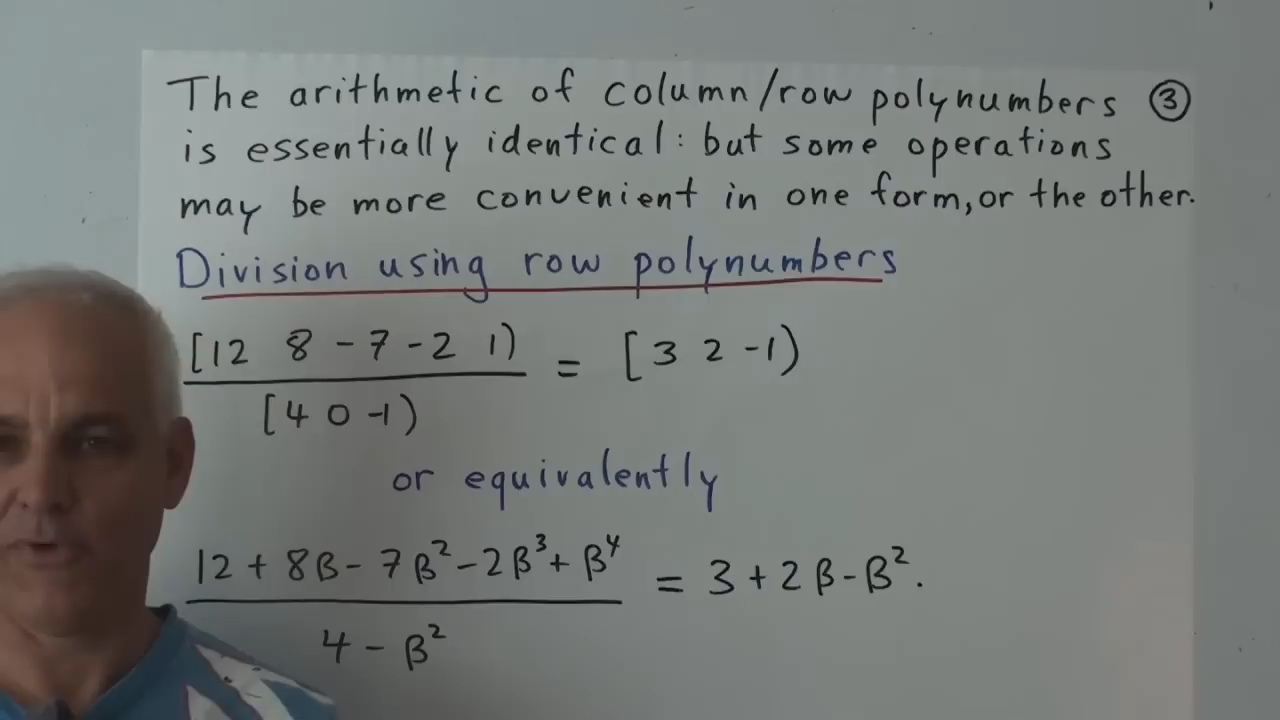 The arithmetic of column/row polynumbers ③
is essentially identical: but some operations
may be more convenient in one form, or the other.
Division using row polynumbers
[12 8 -7 -2 1) / [4 0 -1) = [3 2 -1)
or equivalently
12 + 8β - 7β² - 2β³ + β⁴ / 4 - β² = 3 + 2β - β².